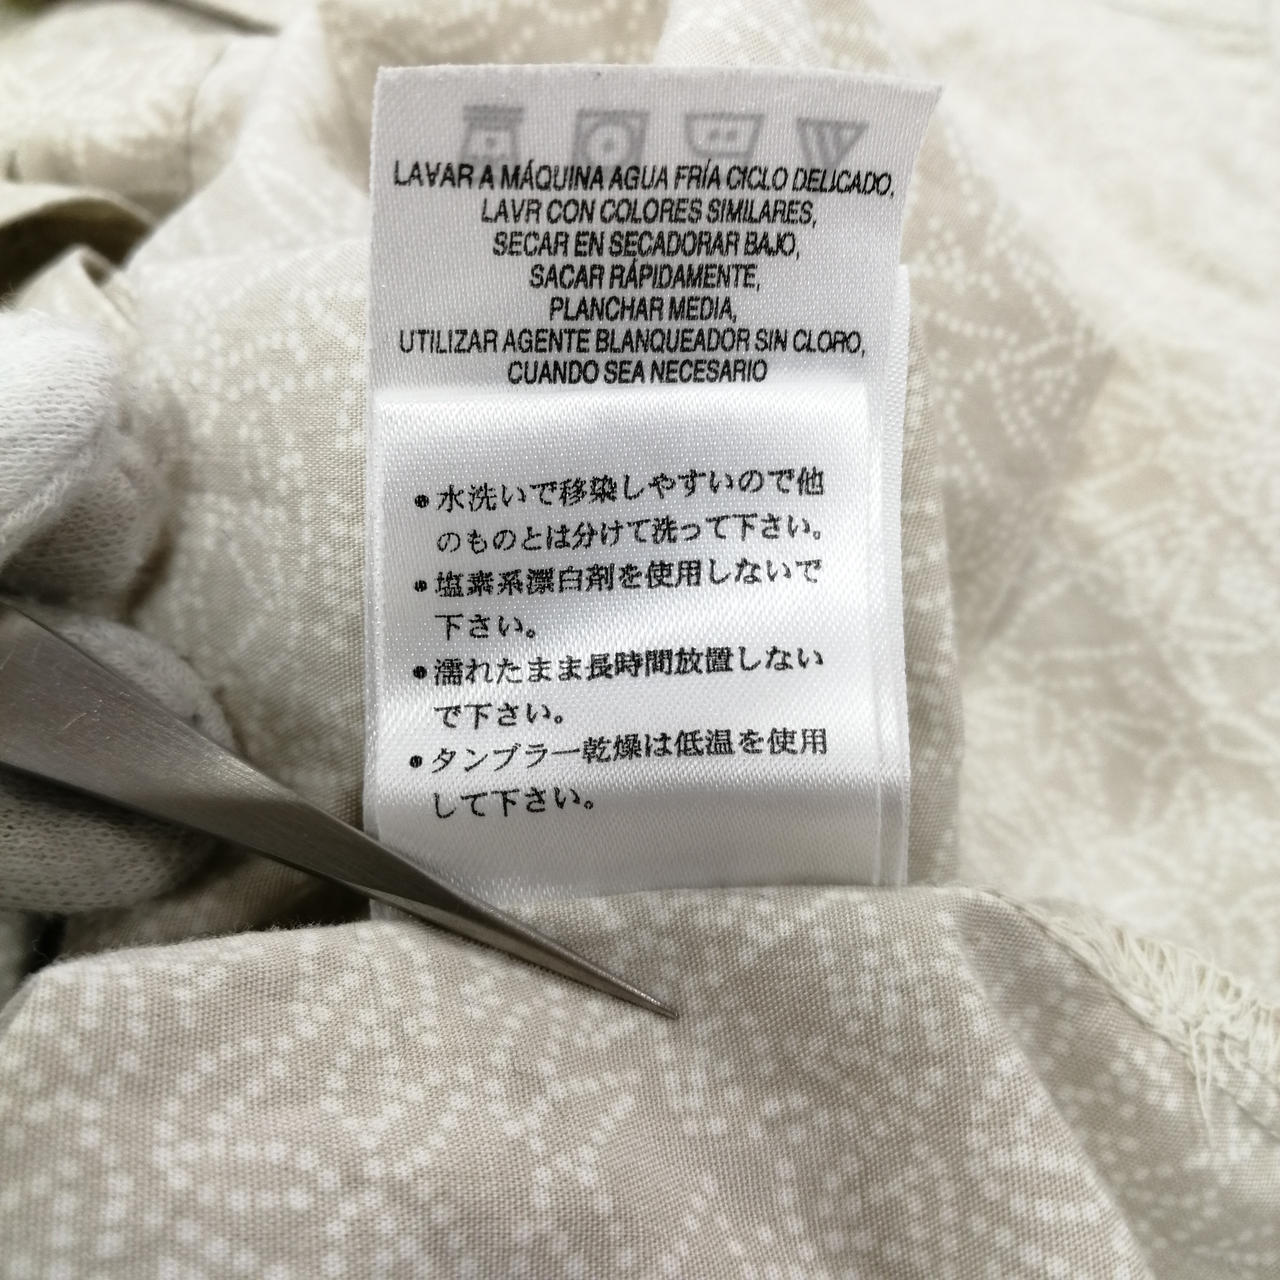 LAVAR A MÁQUINA AGUA FRÍA CICLO DELICADO,
LAVR CON COLORES SIMILARES,
SECAR EN SECADORAR BAJO,
SACAR RÁPIDAMENTE,
PLANCHAR MEDIA,
UTILIZAR AGENTE BLANQUEADOR SIN CLORO,
CUANDO SEA NECESARIO
●水洗いで移染しやすいので他
のものとは分けて洗って下さい。
●塩素系漂白剤を使用しないで
下さい。
●濡れたまま長時間放置しない
で下さい。
●タンブラー乾燥は低温を使用
して下さい。